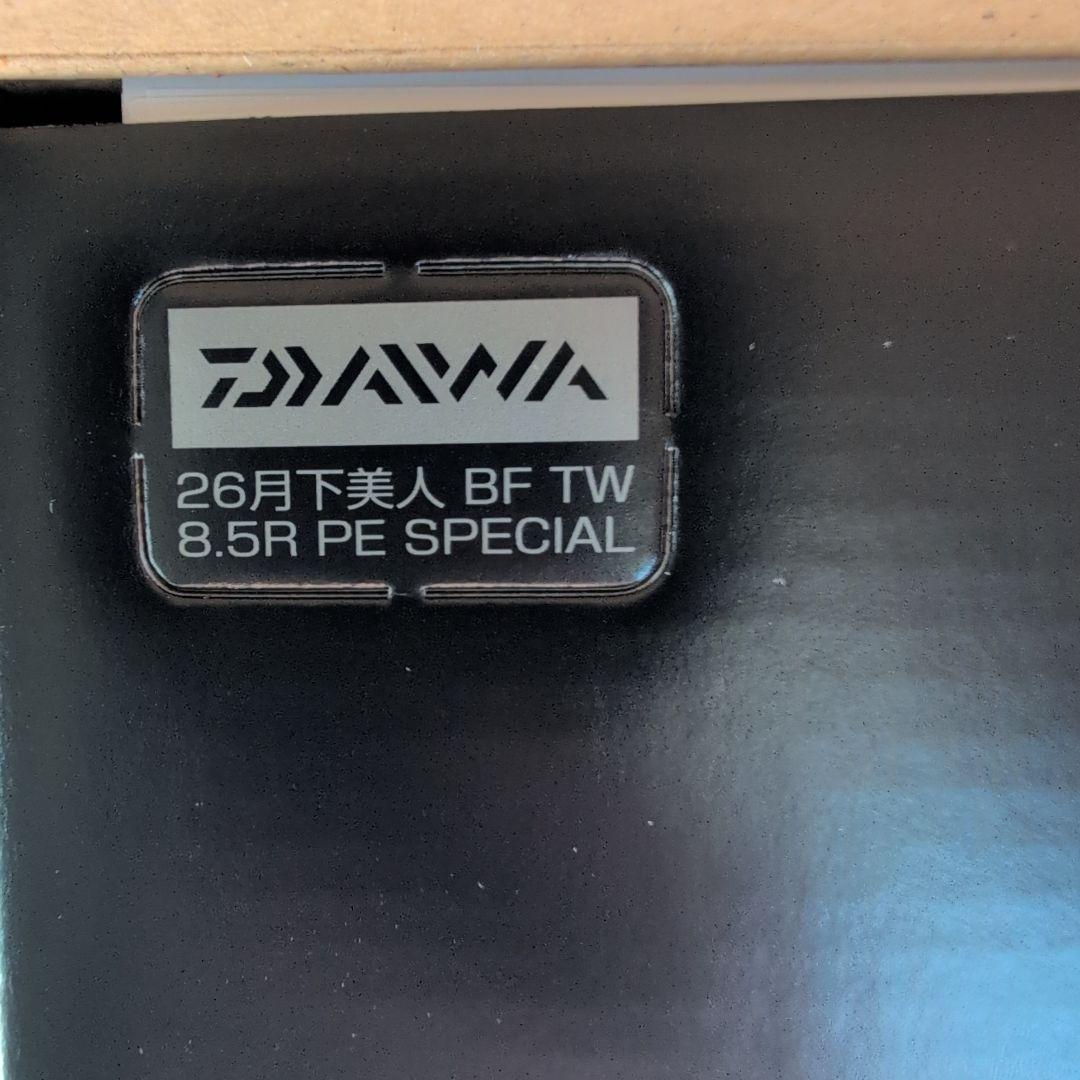 DAIWA
26月下美人 BF TW
8.5R PE SPECIAL